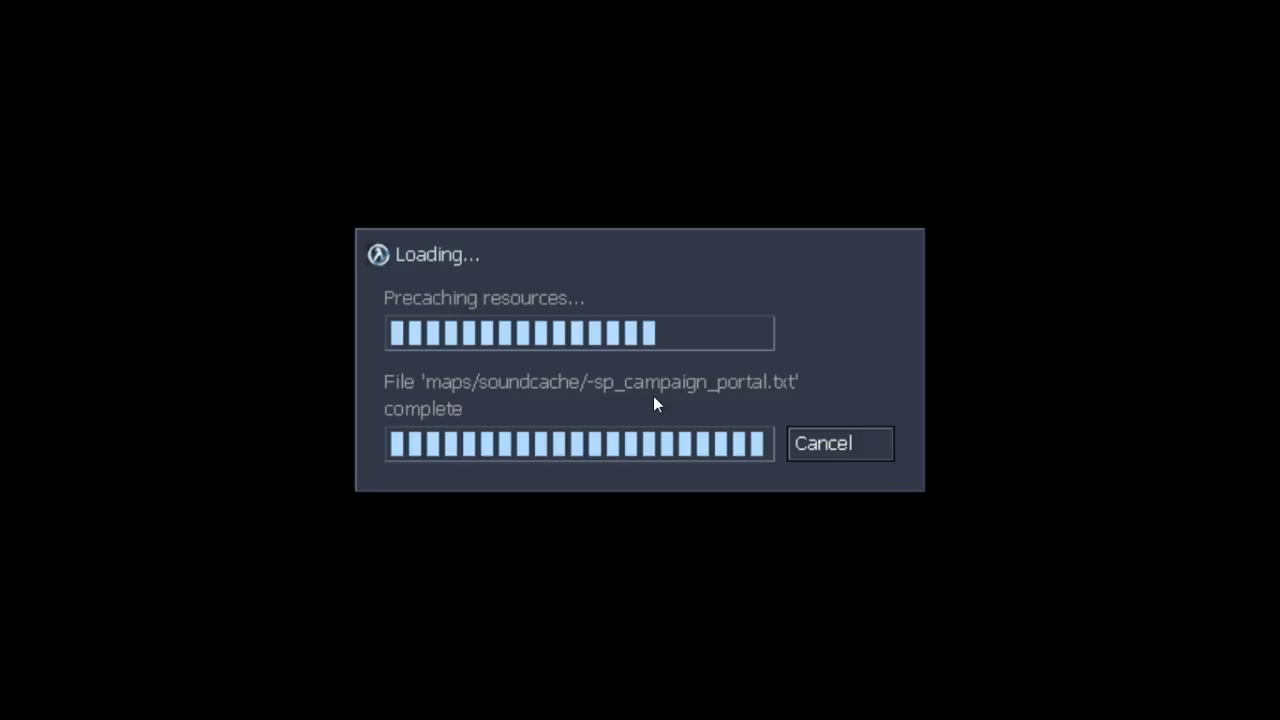 Loading...
Precaching resources...
File 'maps/soundcache/-sp_campaign_portal.txt'
complete
Cancel